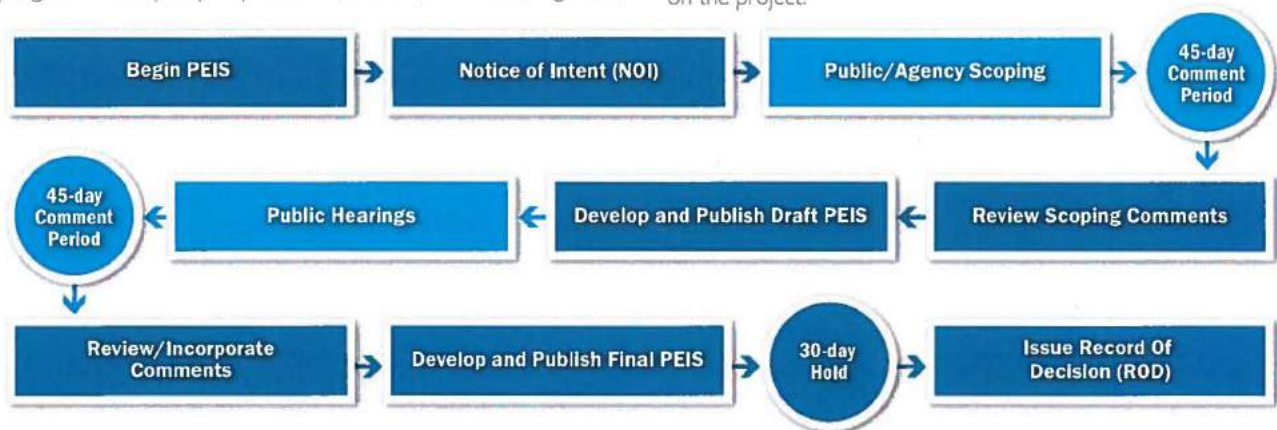 on the project.
Begin PEIS
Notice of Intent (NOI)
Public/Agency Scoping
45-day
Comment
Period
Review Scoping Comments
Develop and Publish Draft PEIS
Public Hearings
45-day
Comment
Period
Review/Incorporate
Comments
Develop and Publish Final PEIS
30-day
Hold
Issue Record Of
Decision (ROD)